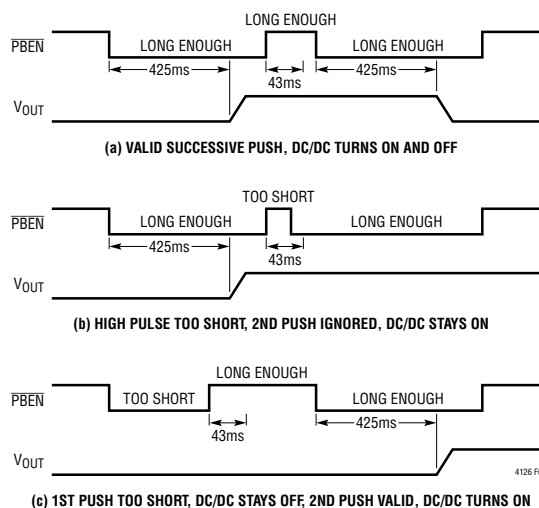 LONG ENOUGH
PBEN LONG ENOUGH LONG ENOUGH
425ms 43ms 425ms
VOUT
(a) VALID SUCCESSIVE PUSH, DC/DC TURNS ON AND OFF
TOO SHORT
PBEN LONG ENOUGH LONG ENOUGH
425ms 43ms
VOUT
(b) HIGH PULSE TOO SHORT, 2ND PUSH IGNORED, DC/DC STAYS ON
LONG ENOUGH
PBEN TOO SHORT LONG ENOUGH
43ms 425ms
VOUT
4126
(c) 1ST PUSH TOO SHORT, DC/DC STAYS OFF, 2ND PUSH VALID, DC/DC TURNS ON